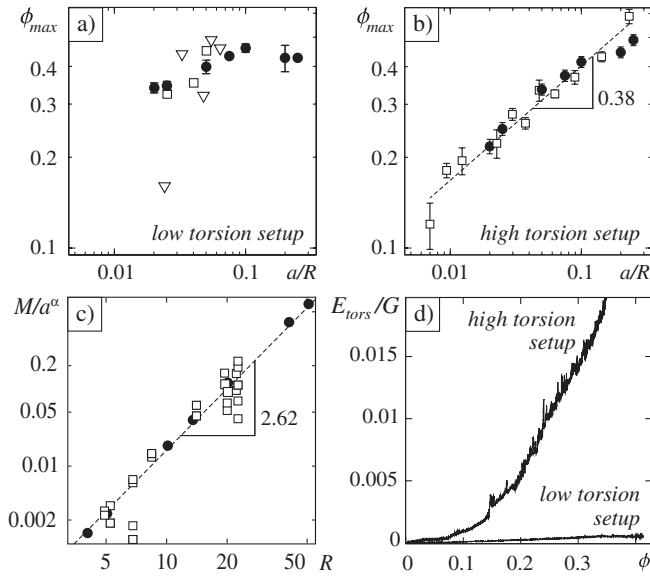 ϕmax
a)
0.4
0.3
0.2
0.1
low torsion setup
0.01
0.1
a/R
ϕmax
b)
0.4
0.3
0.2
0.1
0.38
high torsion setup
0.01
0.1
a/R
M/a^α
c)
0.2
0.05
0.01
0.002
2.62
5
10
20
R
50
Etors/G
d)
high torsion
setup
0.015
0.01
0.005
0
low torsion
setup
0
0.1
0.2
0.3
ϕ